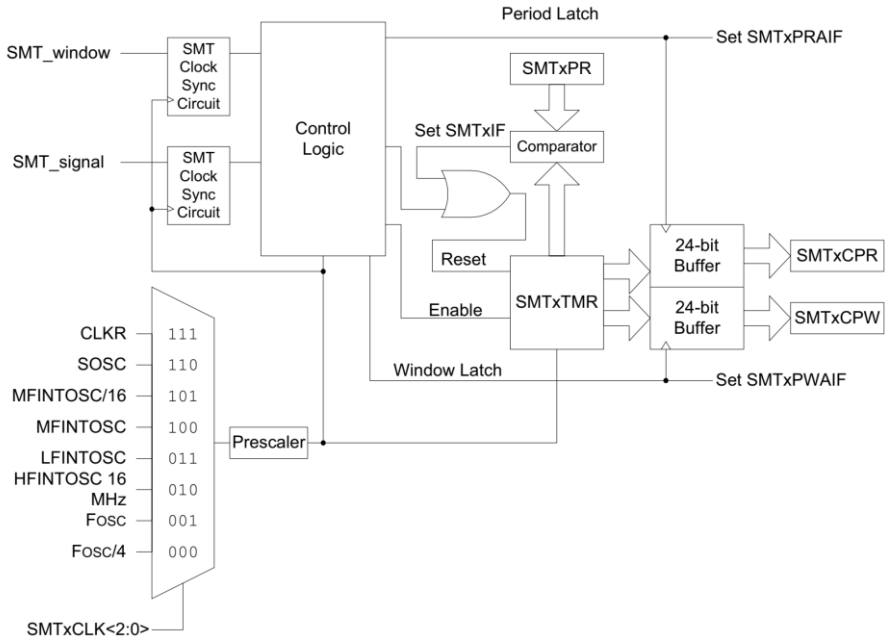 Period Latch
Set SMTxPRAIF
SMT_window
SMT
Clock
Sync
Circuit
Control
Logic
SMTxPR
Set SMTxIF
Comparator
SMT_signal
SMT
Clock
Sync
Circuit
Reset
SMTxTMR
24-bit
Buffer
SMTxCPR
Enable
24-bit
Buffer
SMTxCPW
Window Latch
Set SMTxPWAIF
CLKR 111
SOSC 110
MFINTOSC/16 101
MFINTOSC 100
Prescaler
LFINTOSC 011
HFINTOSC 16
MHz 010
FOSC 001
FOSC/4 000
SMTxCLK<2:0>